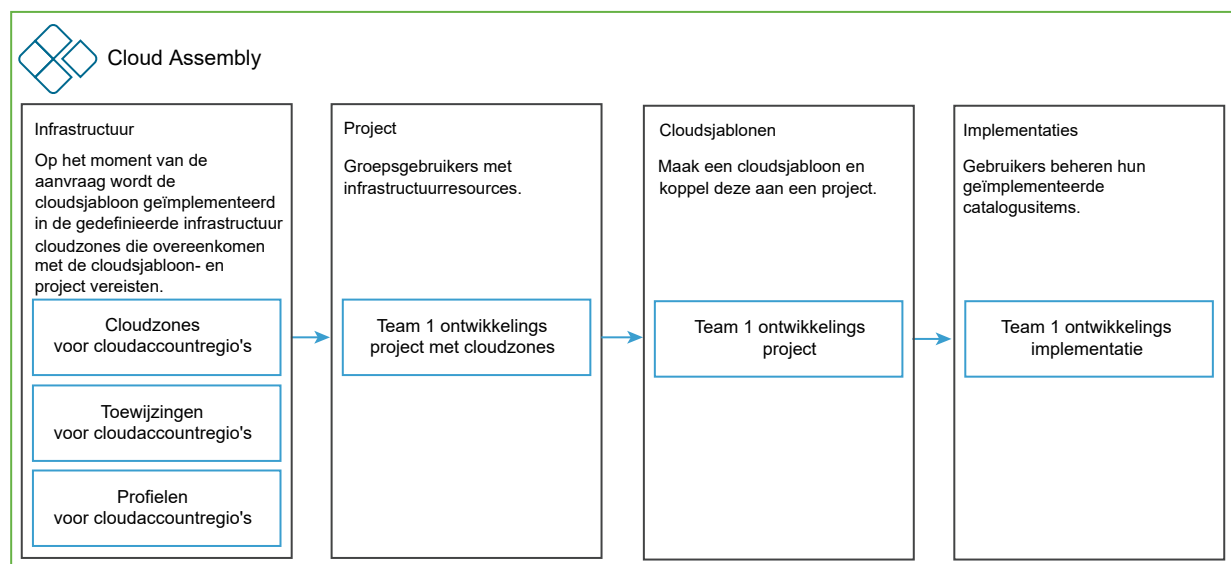 Cloud Assembly
Infrastructuur
Op het moment van de
aanvraag wordt de
cloudsjabloon geïmplementeerd
in de gedefinieerde infrastructuur
cloudzones die overeenkomen
met de cloudsjabloon- en
project vereisten.
Cloudzones
voor cloudaccountregio's
Toewijzingen
voor cloudaccountregio's
Profielen
voor cloudaccountregio's
Project
Groepsgebruikers met
infrastructuurresources.
Team 1 ontwikkelings
project met cloudzones
Cloudsjablonen
Maak een cloudsjabloon en
koppel deze aan een project.
Team 1 ontwikkelings
project
Implementaties
Gebruikers beheren hun
geïmplementeerde
catalogusitems.
Team 1 ontwikkelings
implementatie